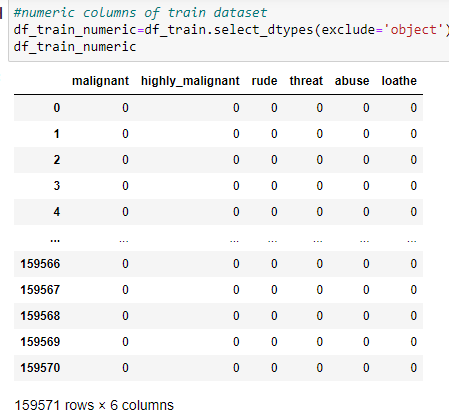 #numeric columns of train dataset
df_train_numeric=df_train.select_dtypes(exclude='object')
df_train_numeric
malignant highly_malignant rude threat abuse loathe
0 0 0 0 0 0 0
1 0 0 0 0 0 0
2 0 0 0 0 0 0
3 0 0 0 0 0 0
4 0 0 0 0 0 0
... ... ... ... ... ... ...
159566 0 0 0 0 0 0
159567 0 0 0 0 0 0
159568 0 0 0 0 0 0
159569 0 0 0 0 0 0
159570 0 0 0 0 0 0
159571 rows × 6 columns